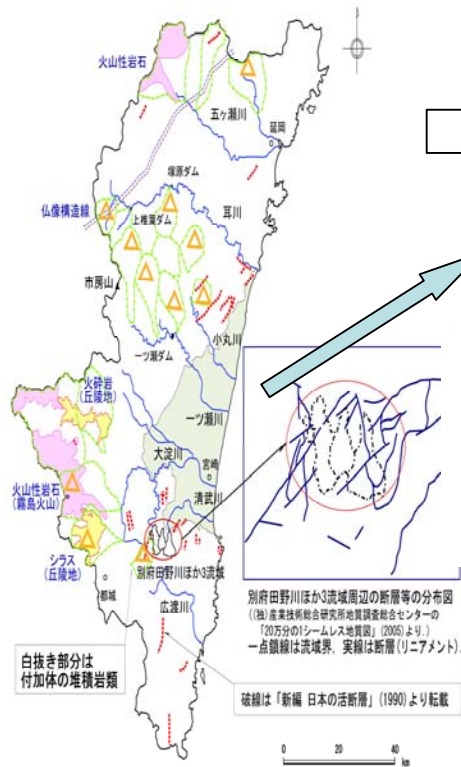 火山性岩石
五ヶ瀬川
延岡
塚原ダム
仏像構造線
上椎葉ダム
耳川
市房山
小丸川
一ツ瀬ダム
火砕岩
(丘陵地)
一ツ瀬川
大淀川
宮崎
火山性岩石
(霧島火山)
清武川
シラス
(丘陵地)
別府田野川ほか3流域
都城
広渡川
別府田野川ほか3流域周辺の断層等の分布図
((独)産業技術総合研究所地質調査総合センターの
「20万分の1シームレス地質図」(2005)より.)
一点鎖線は流域界，実線は断層(リニアメント).
白抜き部分は
付加体の堆積岩類
破線は「新編 日本の活断層」(1990)より転載
0 20 40
km